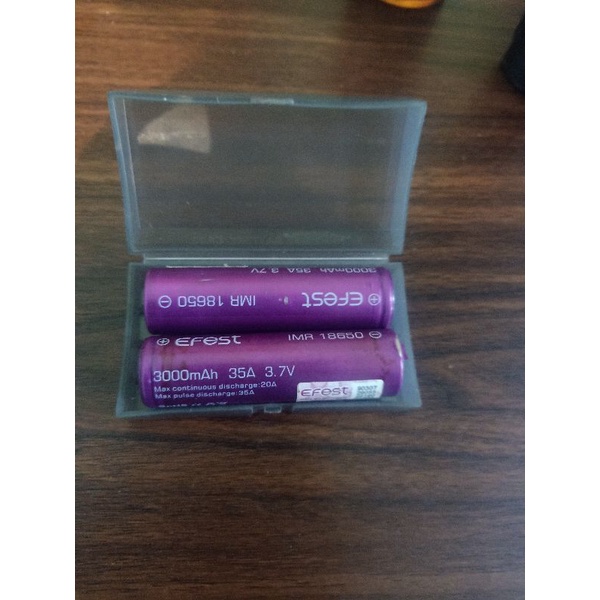 3000mAh 35A 3.7V
⊕ Efest IMR 18650 ⊖
⊕ Efest IMR 18650 ⊖
3000mAh 35A 3.7V
Max continuous discharge:20A
Max pulse discharge:35A
Efest